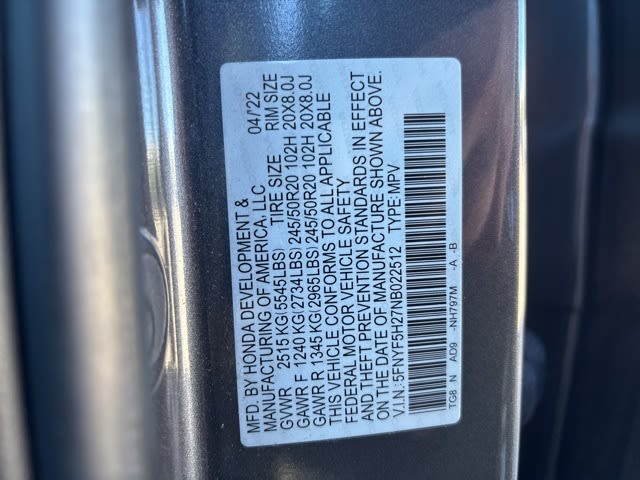 MFD. BY HONDA DEVELOPMENT & 04/22
MANUFACTURING OF AMERICA, LLC
GVWR 2515 KG(5545LBS) TIRE SIZE RIM SIZE
GAWR F 1240 KG(2734LBS)245/50R20 102H 20X8.0J
GAWR R 1345 KG(2965LBS)245/50R20 102H 20X8.0J
THIS VEHICLE CONFORMS TO ALL APPLICABLE
FEDERAL MOTOR VEHICLE SAFETY
AND THEFT PREVENTION STANDARDS IN EFFECT
ON THE DATE OF MANUFACTURE SHOWN ABOVE.
V.I.N.:5FNYF5H27NB022512 TYPE:MPV
TG8 N AD9 -NH797M -A -B